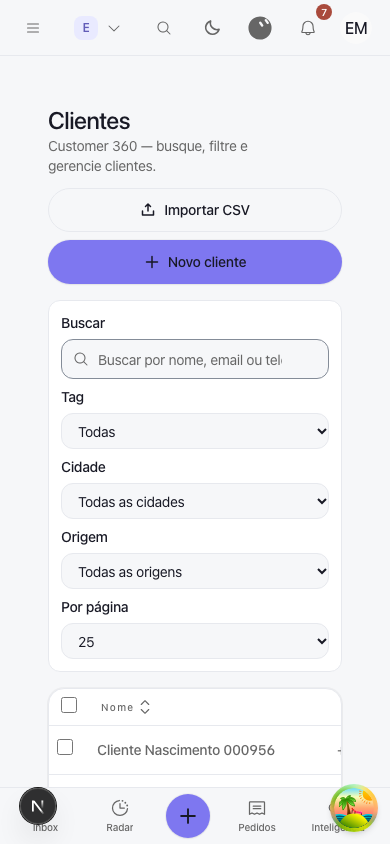 E
7
EM
Clientes
Customer 360 — busque, filtre e
gerencie clientes.
Importar CSV
Novo cliente
Buscar
Buscar por nome, email ou tel
Tag
Todas
Cidade
Todas as cidades
Origem
Todas as origens
Por página
25
Nome
Cliente Nascimento 000956
N
Inbox
Radar
Pedidos